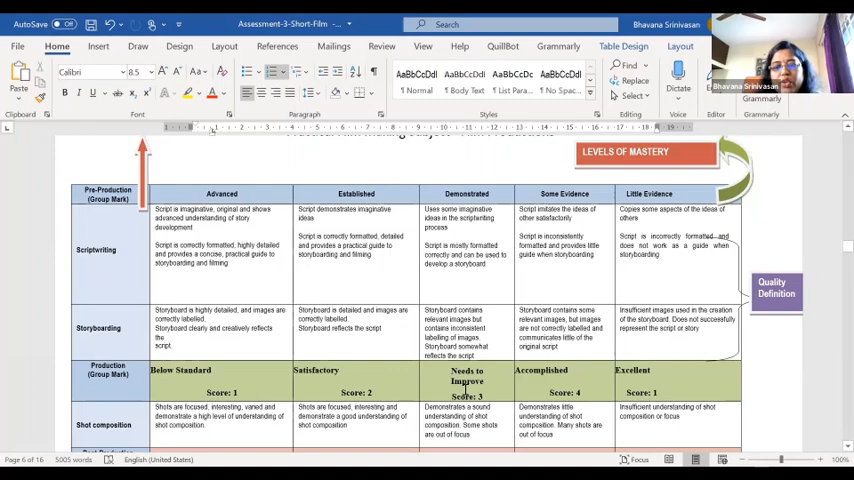 AutoSave Off
Assessment-3-Short-Film -...
Search
Bhavana Srinivasan
File Home Insert Draw Design References Mailings Review View Help QuillBot Grammarly Table Design Layout
Paste
Calibri 8.5
AaBbCcDdI AaBbCcDdI AaBbCcDc AaBbCcDdI
¶ Normal ¶ Body Text ¶ List Para... ¶ No Spac...
Find
Replace
Select
Dictate
Bhavana Srinivasan
Grammarly
Clipboard Font Paragraph Styles Editing Voice Grammarly
LEVELS OF MASTERY
Pre-Production
(Group Mark)
Advanced
Established
Demonstrated
Some Evidence
Little Evidence
Scriptwriting
Script is imaginative, original and shows
advanced understanding of story
development
Script is correctly formatted, highly detailed
and provides a concise, practical guide to
storyboarding and filming
Script demonstrates imaginative
ideas
Script is correctly formatted, detailed
and provides a practical guide to
storyboarding and filming
Uses some imaginative
ideas in the scriptwriting
process
Script is mostly formatted
correctly and can be used to
develop a storyboard
Script imitates the ideas of
other satisfactorily
Script is inconsistently
formatted and provides little
guide when storyboarding
Copies some aspects of the ideas of
others
Script is incorrectly formatted and
does not work as a guide when
storyboarding
Quality
Definition
Storyboarding
Storyboard is highly detailed, and images are
correctly labelled.
Storyboard clearly and creatively reflects
the
script.
Storyboard is detailed and images are
correctly labelled.
Storyboard reflects the script
Storyboard contains
relevant images but
contains inconsistent
labelling of images.
Storyboard somewhat
reflects the script
Storyboard contains some
relevant images, but images
are not correctly labelled and
communicates little of the
original script
Insufficient images used in the creation
of the storyboard. Does not successfully
represent the script or story
Production
(Group Mark)
Below Standard
Score: 1
Satisfactory
Score: 2
Needs to
Improve
Score: 3
Accomplished
Score: 4
Excellent
Score: 1
Shot composition
Shots are focused, interesting, varied and
demonstrate a high level of understanding of
shot composition.
Shots are focused, interesting and
demonstrate a good understanding of
shot composition
Demonstrates a sound
understanding of shot
composition. Some shots
are out of focus
Demonstrates little
understanding of shot
composition. Many shots are
out of focus
Insufficient understanding of shot
composition or focus
Page 6 of 16 5005 words English (United States) Focus 100%